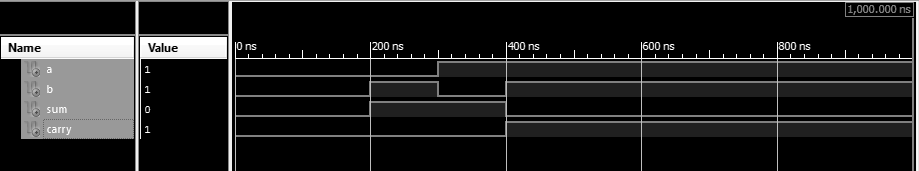 1,000.000 ns
Name Value 0 ns 200 ns 400 ns 600 ns 800 ns
a 1
b 1
sum 0
carry 1